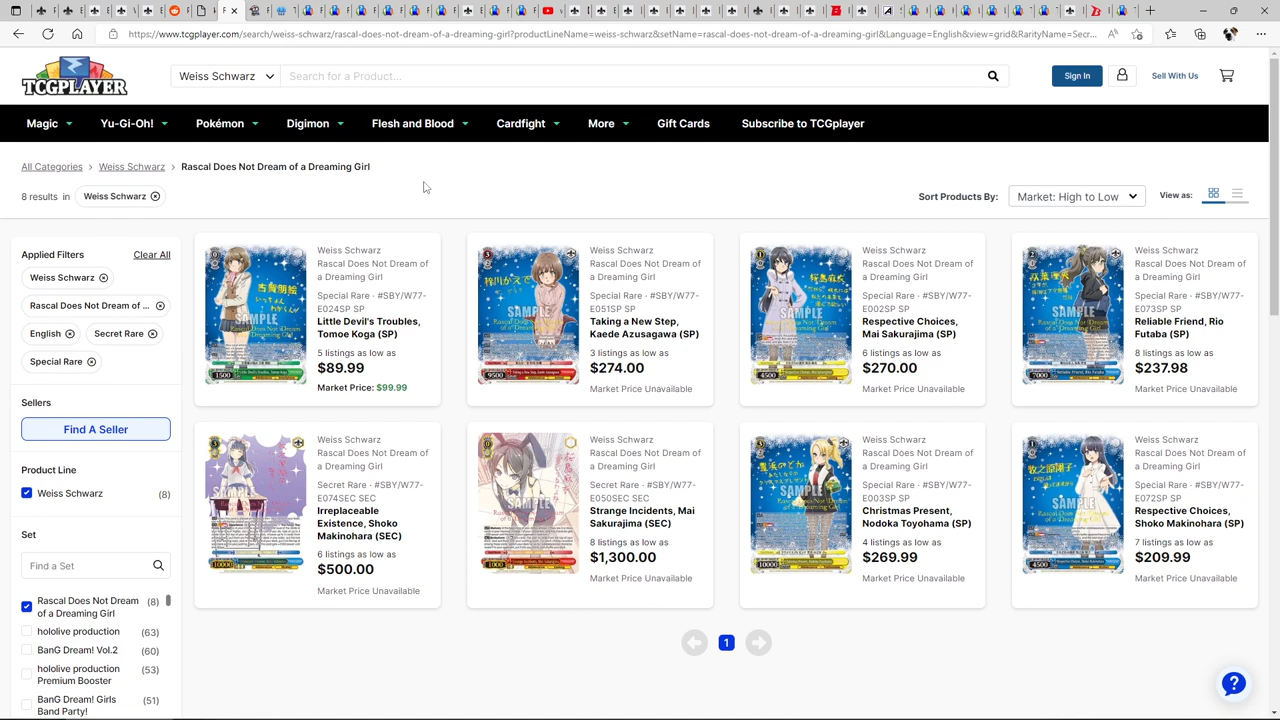 https://www.tcgplayer.com/search/weiss-schwarz/rascal-does-not-dream-of-a-dreaming-girl?productLineName=weiss-schwarz&setName=rascal-does-not-dream-of-a-dreaming-girl&Language=English&view=grid&RarityName=Secr...
TCGPLAYER
Weiss Schwarz
Search for a Product...
Sign In
Sell With Us
Magic
Yu-Gi-Oh!
Pokémon
Digimon
Flesh and Blood
Cardfight
More
Gift Cards
Subscribe to TCGplayer
All Categories > Weiss Schwarz > Rascal Does Not Dream of a Dreaming Girl
8 results in
Weiss Schwarz
Sort Products By:
Market: High to Low
View as:
Applied Filters
Clear All
Weiss Schwarz
Rascal Does Not Dream of ...
English
Secret Rare
Special Rare
Sellers
Find A Seller
Product Line
Weiss Schwarz (8)
Set
Find a Set
Rascal Does Not Dream (8)
of a Dreaming Girl
hololive production (63)
BanG Dream! Vol.2 (60)
hololive production (53)
Premium Booster
BanG Dream! Girls (51)
Band Party!
SAMPLE
Weiss Schwarz
Rascal Does Not Dream of
a Dreaming Girl
Special Rare · #SBY/W77-
E024SP SP
Little Devil's Troubles,
Tomoe Koga (SP)
5 listings as low as
$89.99
Market Price: $99.99
SAMPLE
Weiss Schwarz
Rascal Does Not Dream of
a Dreaming Girl
Special Rare · #SBY/W77-
E051SP SP
Taking a New Step,
Kaede Azusagawa (SP)
3 listings as low as
$274.00
Market Price Unavailable
SAMPLE
Weiss Schwarz
Rascal Does Not Dream of
a Dreaming Girl
Special Rare · #SBY/W77-
E002SP SP
Respective Choices,
Mai Sakurajima (SP)
6 listings as low as
$270.00
Market Price Unavailable
SAMPLE
Weiss Schwarz
Rascal Does Not Dream of
a Dreaming Girl
Special Rare · #SBY/W77-
E073SP SP
Reliable Friend, Rio
Futaba (SP)
8 listings as low as
$237.98
Market Price Unavailable
SAMPLE
Weiss Schwarz
Rascal Does Not Dream of
a Dreaming Girl
Secret Rare · #SBY/W77-
E074SEC SEC
Irreplaceable
Existence, Shoko
Makinohara (SEC)
6 listings as low as
$500.00
Market Price Unavailable
SAMPLE
Weiss Schwarz
Rascal Does Not Dream of
a Dreaming Girl
Secret Rare · #SBY/W77-
E050SEC SEC
Strange Incidents, Mai
Sakurajima (SEC)
8 listings as low as
$1,300.00
Market Price Unavailable
SAMPLE
Weiss Schwarz
Rascal Does Not Dream of
a Dreaming Girl
Special Rare · #SBY/W77-
E003SP SP
Christmas Present,
Nodoka Toyohama (SP)
4 listings as low as
$269.99
Market Price Unavailable
SAMPLE
Weiss Schwarz
Rascal Does Not Dream of
a Dreaming Girl
Special Rare · #SBY/W77-
E072SP SP
Respective Choices,
Shoko Makinohara (SP)
7 listings as low as
$209.99
Market Price Unavailable
1